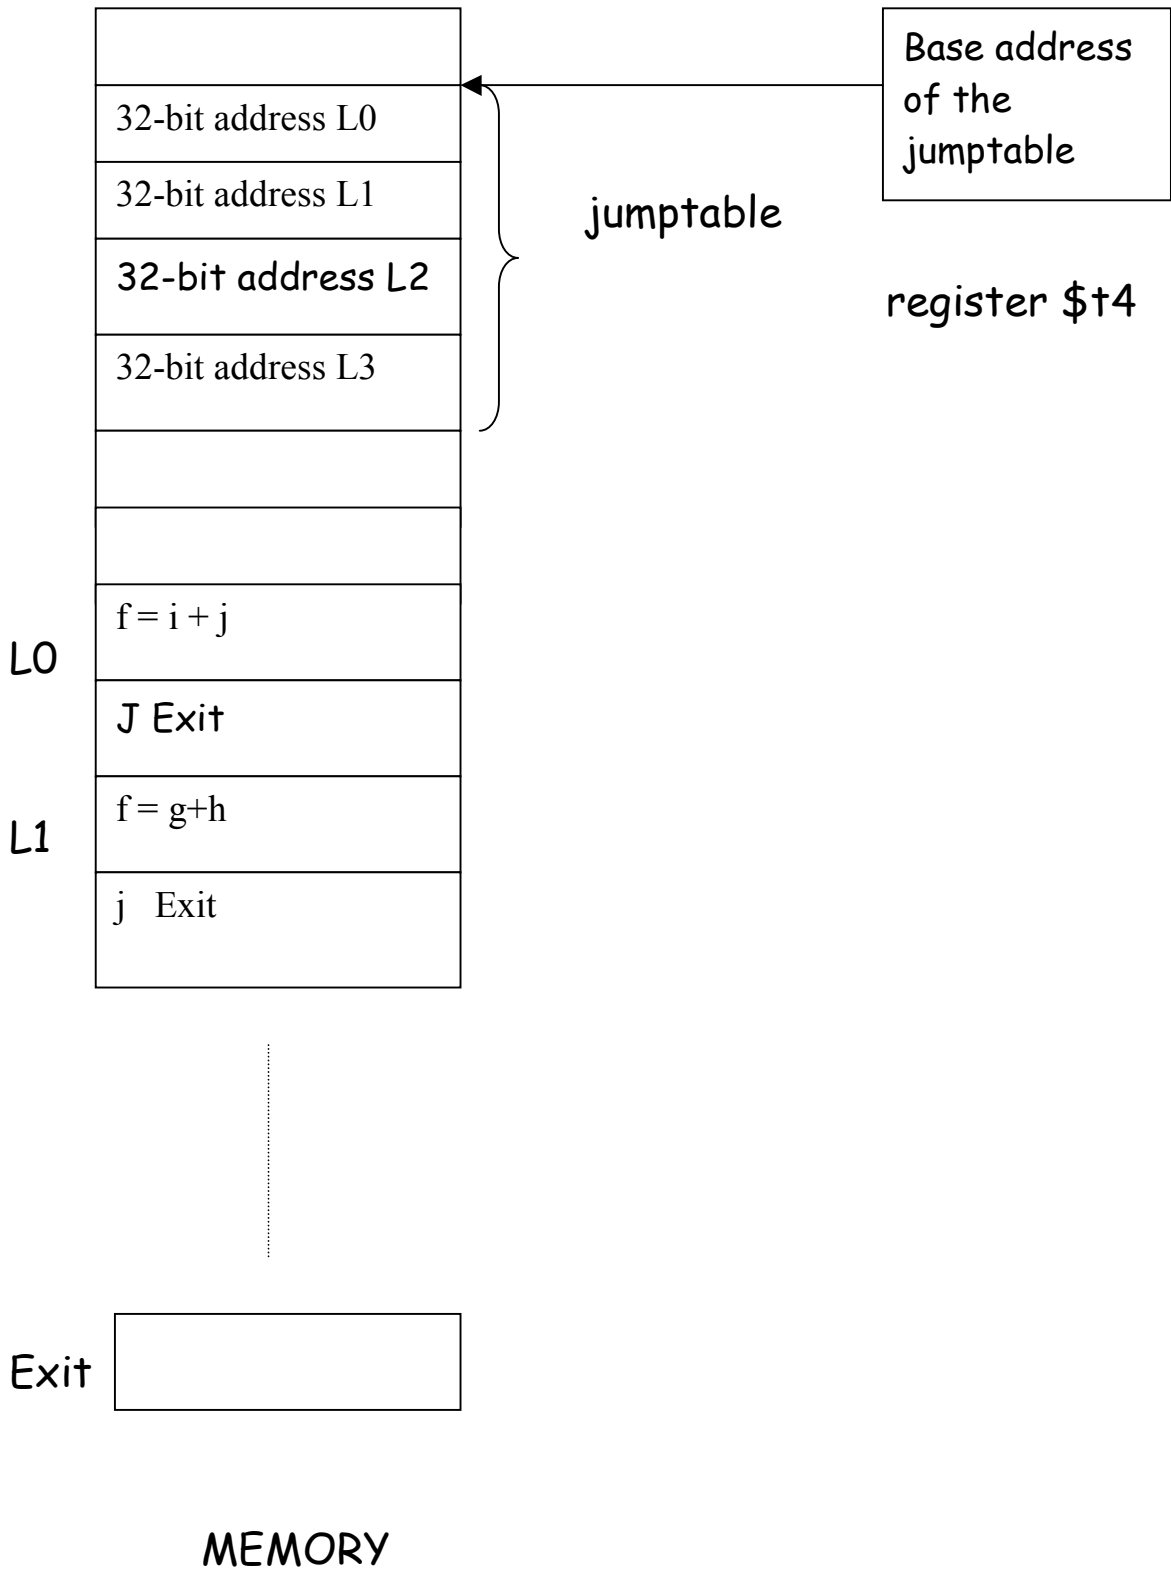 Base address
of the
jumptable
32-bit address L0
32-bit address L1
jumptable
32-bit address L2
register $t4
32-bit address L3
f = i + j
L0
J Exit
f = g+h
L1
j Exit
Exit
MEMORY